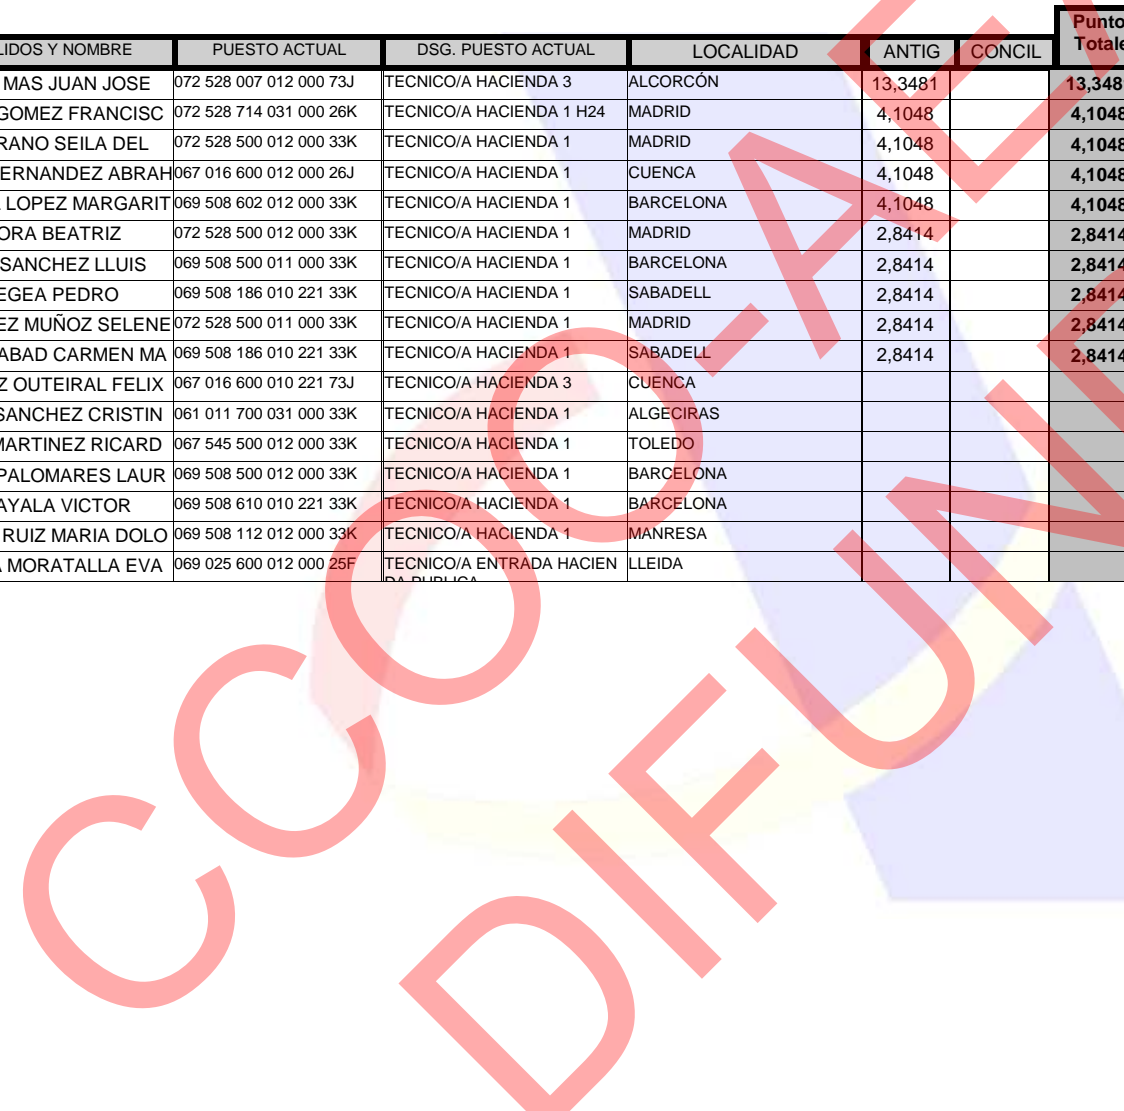 Punto
LIDOS Y NOMBRE PUESTO ACTUAL DSG. PUESTO ACTUAL LOCALIDAD ANTIG CONCIL Totale
MAS JUAN JOSE 072 528 007 012 000 73J TECNICO/A HACIENDA 3 ALCORCÓN 13,3481 13,348
GOMEZ FRANCISC 072 528 714 031 000 26K TECNICO/A HACIENDA 1 H24 MADRID 4,1048 4,1048
RANO SEILA DEL 072 528 500 012 000 33K TECNICO/A HACIENDA 1 MADRID 4,1048 4,1048
ERNANDEZ ABRAH 067 016 600 012 000 26J TECNICO/A HACIENDA 1 CUENCA 4,1048 4,1048
LOPEZ MARGARIT 069 508 602 012 000 33K TECNICO/A HACIENDA 1 BARCELONA 4,1048 4,1048
ORA BEATRIZ 072 528 500 012 000 33K TECNICO/A HACIENDA 1 MADRID 2,8414 2,8414
SANCHEZ LLUIS 069 508 500 011 000 33K TECNICO/A HACIENDA 1 BARCELONA 2,8414 2,8414
EGEA PEDRO 069 508 186 010 221 33K TECNICO/A HACIENDA 1 SABADELL 2,8414 2,8414
EZ MUÑOZ SELENE 072 528 500 011 000 33K TECNICO/A HACIENDA 1 MADRID 2,8414 2,8414
ABAD CARMEN MA 069 508 186 010 221 33K TECNICO/A HACIENDA 1 SABADELL 2,8414 2,8414
Z OUTEIRAL FELIX 067 016 600 010 221 73J TECNICO/A HACIENDA 3 CUENCA
SANCHEZ CRISTIN 061 011 700 031 000 33K TECNICO/A HACIENDA 1 ALGECIRAS
MARTINEZ RICARD 067 545 500 012 000 33K TECNICO/A HACIENDA 1 TOLEDO
PALOMARES LAUR 069 508 500 012 000 33K TECNICO/A HACIENDA 1 BARCELONA
AYALA VICTOR 069 508 610 010 221 33K TECNICO/A HACIENDA 1 BARCELONA
RUIZ MARIA DOLO 069 508 112 012 000 33K TECNICO/A HACIENDA 1 MANRESA
A MORATALLA EVA 069 025 600 012 000 25F TECNICO/A ENTRADA HACIEN LLEIDA
DA PUBLICA
CCOO-AE
DIFUN